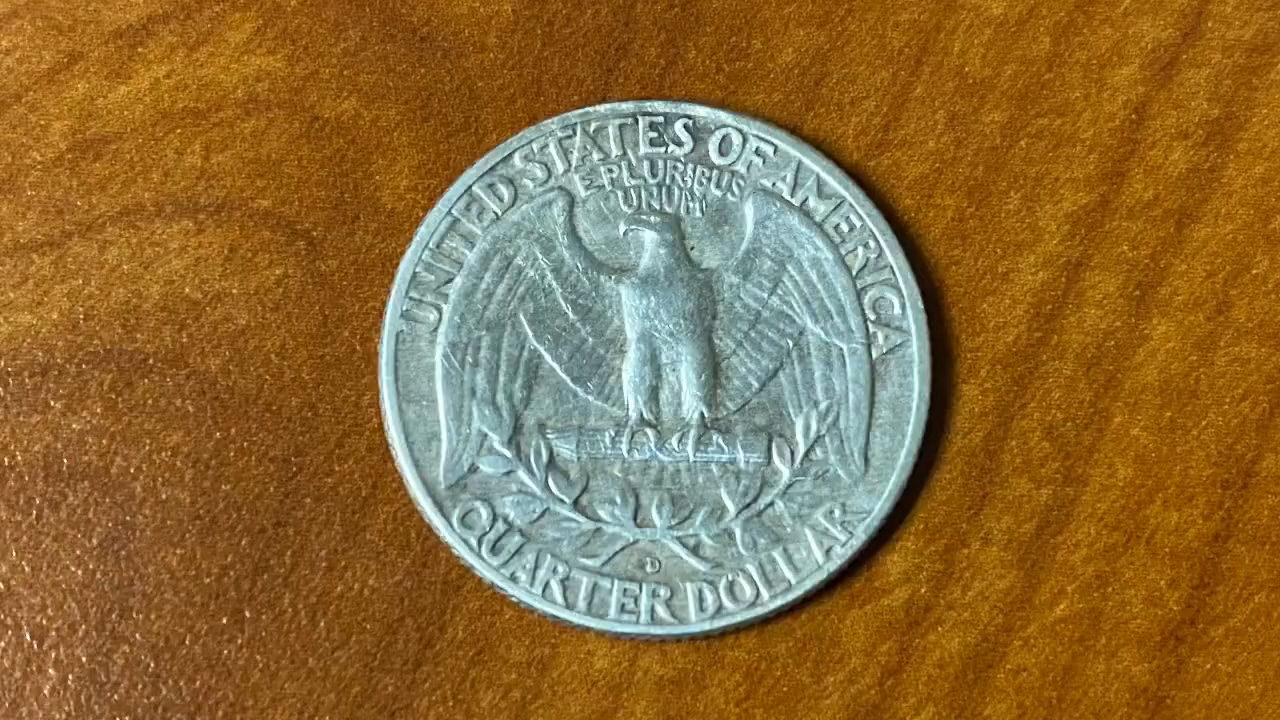 UNITED STATES OF AMERICA
E PLURIBUS
UNUM
D
QUARTER DOLLAR